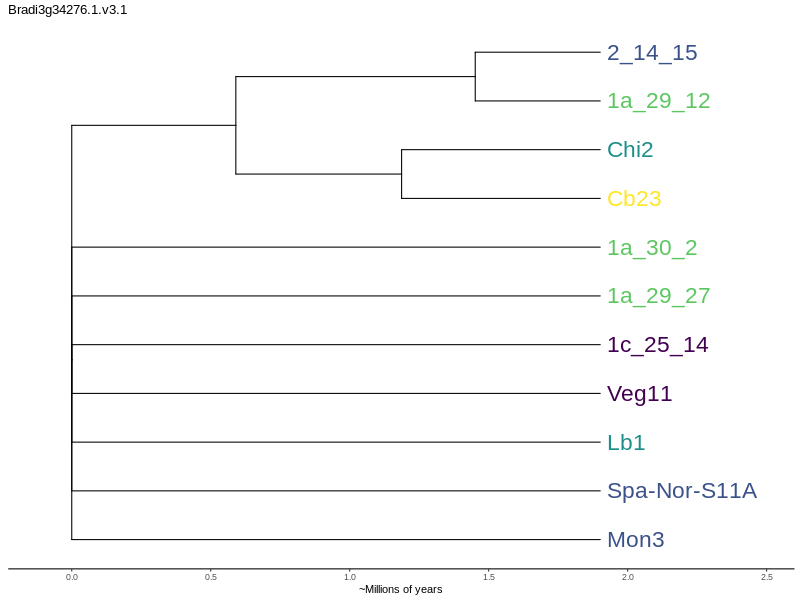 Bradi3g34276.1.v3.1
2_14_15
1a_29_12
Chi2
Cb23
1a_30_2
1a_29_27
1c_25_14
Veg11
Lb1
Spa-Nor-S11A
Mon3
0.0 0.5 1.0 1.5 2.0 2.5
~Millions of years